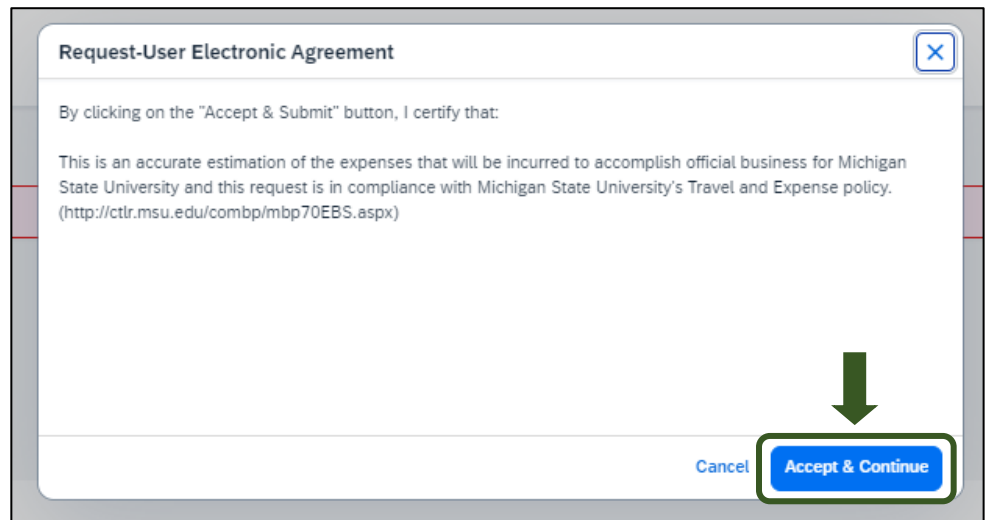 Request-User Electronic Agreement
By clicking on the "Accept & Submit" button, I certify that:
This is an accurate estimation of the expenses that will be incurred to accomplish official business for Michigan
State University and this request is in compliance with Michigan State University's Travel and Expense policy.
(http://ctlr.msu.edu/combp/mbp70EBS.aspx)
Cancel Accept & Continue